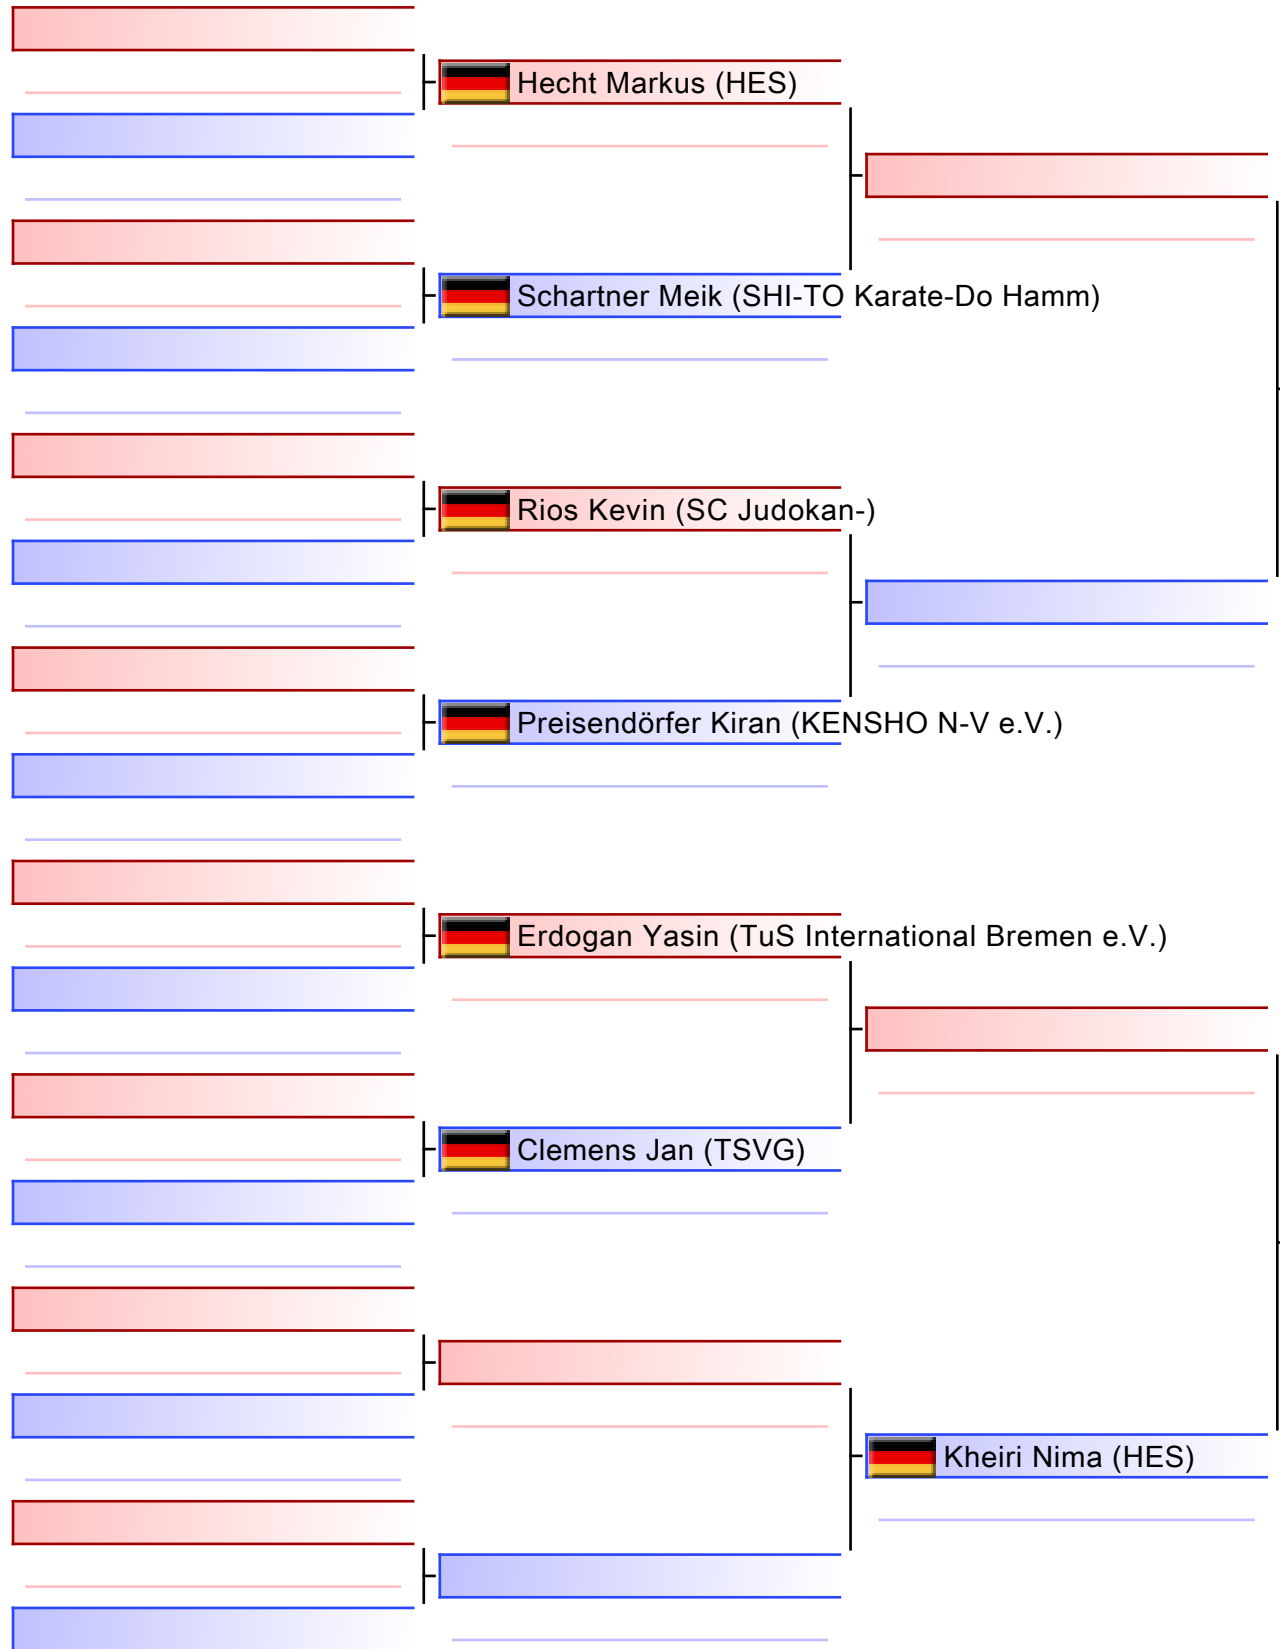 Hecht Markus (HES)
Schartner Meik (SHI-TO Karate-Do Hamm)
Rios Kevin (SC Judokan-)
Preisendörfer Kiran (KENSHO N-V e.V.)
Erdogan Yasin (TuS International Bremen e.V.)
Clemens Jan (TSVG)
Kheiri Nima (HES)